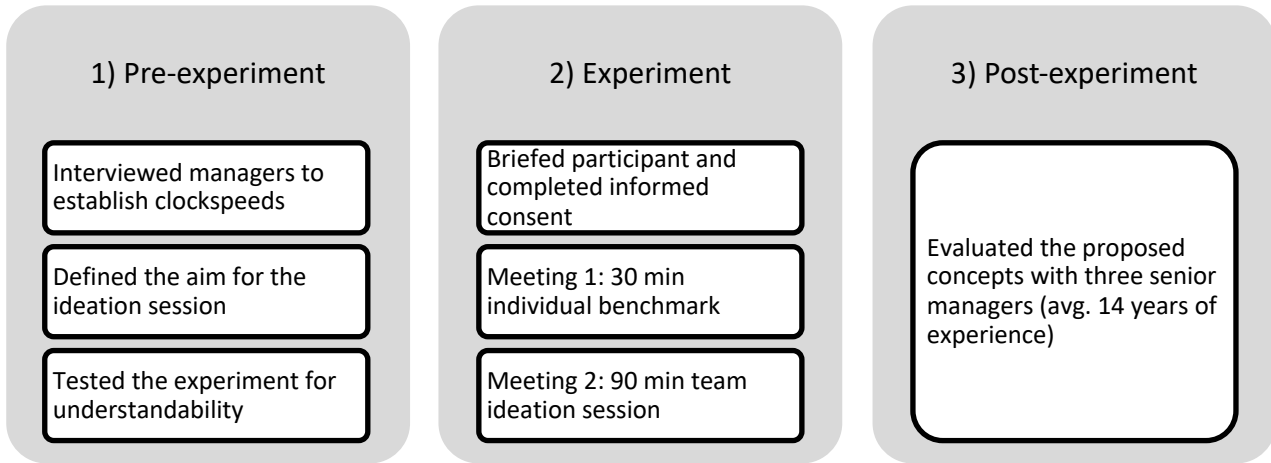 1) Pre-experiment
Interviewed managers to
establish clockspeeds
Defined the aim for the
ideation session
Tested the experiment for
understandability
2) Experiment
Briefed participant and
completed informed
consent
Meeting 1: 30 min
individual benchmark
Meeting 2: 90 min team
ideation session
3) Post-experiment
Evaluated the proposed
concepts with three senior
managers (avg. 14 years of
experience)